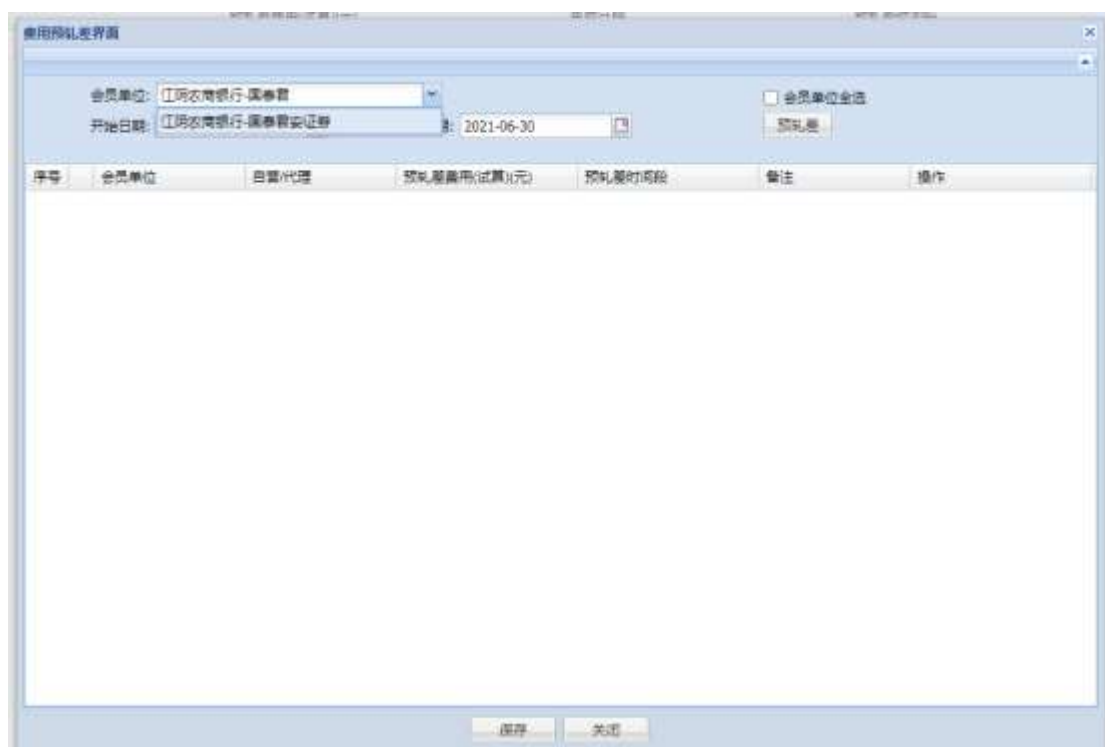 费用预轧差界面
会员单位: 江阴农商银行-国泰君 会员单位全选
开始日期: 江阴农商银行-国泰君安证券 : 2021-06-30 预轧差
序号 会员单位 自营/代理 预轧差费用(试算)(元) 预轧差时间段 备注 操作
保存 关闭